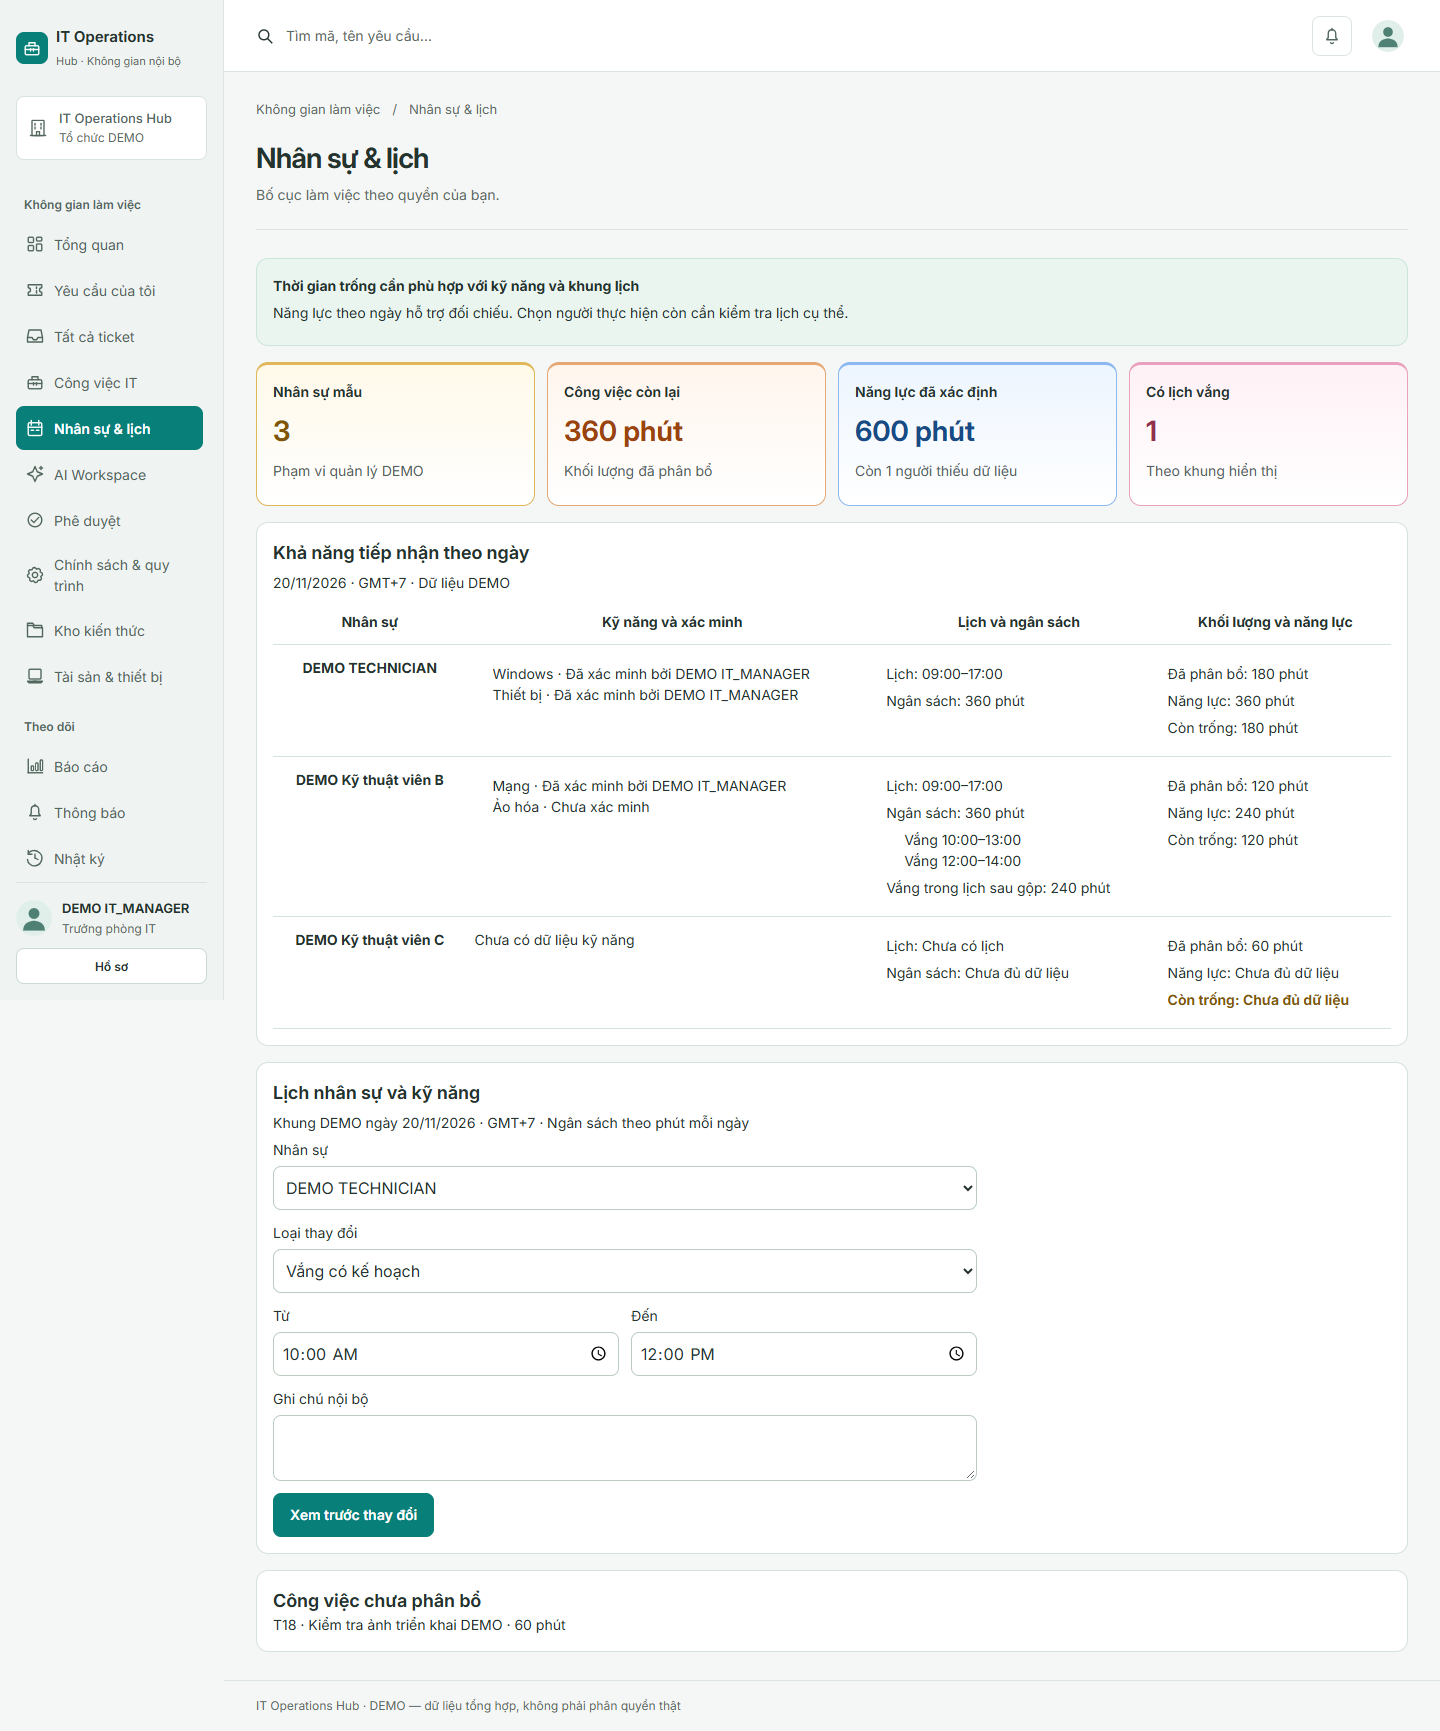 IT Operations
Hub · Không gian nội bộ
IT Operations Hub
Tổ chức DEMO
Không gian làm việc
Tổng quan
Yêu cầu của tôi
Tất cả ticket
Công việc IT
Nhân sự & lịch
AI Workspace
Phê duyệt
Chính sách & quy
trình
Kho kiến thức
Tài sản & thiết bị
Theo dõi
Báo cáo
Thông báo
Nhật ký
DEMO IT_MANAGER
Trưởng phòng IT
Hồ sơ
Tìm mã, tên yêu cầu...
Không gian làm việc / Nhân sự & lịch
Nhân sự & lịch
Bố cục làm việc theo quyền của bạn.
Thời gian trống cần phù hợp với kỹ năng và khung lịch
Năng lực theo ngày hỗ trợ đối chiếu. Chọn người thực hiện còn cần kiểm tra lịch cụ thể.
Nhân sự mẫu
3
Phạm vi quản lý DEMO
Công việc còn lại
360 phút
Khối lượng đã phân bổ
Năng lực đã xác định
600 phút
Còn 1 người thiếu dữ liệu
Có lịch vắng
1
Theo khung hiển thị
Khả năng tiếp nhận theo ngày
20/11/2026 · GMT+7 · Dữ liệu DEMO
Nhân sự Kỹ năng và xác minh Lịch và ngân sách Khối lượng và năng lực
DEMO TECHNICIAN
Windows · Đã xác minh bởi DEMO IT_MANAGER
Thiết bị · Đã xác minh bởi DEMO IT_MANAGER
Lịch: 09:00–17:00
Ngân sách: 360 phút
Đã phân bổ: 180 phút
Năng lực: 360 phút
Còn trống: 180 phút
DEMO Kỹ thuật viên B
Mạng · Đã xác minh bởi DEMO IT_MANAGER
Ảo hóa · Chưa xác minh
Lịch: 09:00–17:00
Ngân sách: 360 phút
Vắng 10:00–13:00
Vắng 12:00–14:00
Vắng trong lịch sau gộp: 240 phút
Đã phân bổ: 120 phút
Năng lực: 240 phút
Còn trống: 120 phút
DEMO Kỹ thuật viên C
Chưa có dữ liệu kỹ năng
Lịch: Chưa có lịch
Ngân sách: Chưa đủ dữ liệu
Đã phân bổ: 60 phút
Năng lực: Chưa đủ dữ liệu
Còn trống: Chưa đủ dữ liệu
Lịch nhân sự và kỹ năng
Khung DEMO ngày 20/11/2026 · GMT+7 · Ngân sách theo phút mỗi ngày
Nhân sự
DEMO TECHNICIAN
Loại thay đổi
Vắng có kế hoạch
Từ Đến
10:00 AM 12:00 PM
Ghi chú nội bộ
Xem trước thay đổi
Công việc chưa phân bổ
T18 · Kiểm tra ảnh triển khai DEMO · 60 phút
IT Operations Hub · DEMO — dữ liệu tổng hợp, không phải phân quyền thật